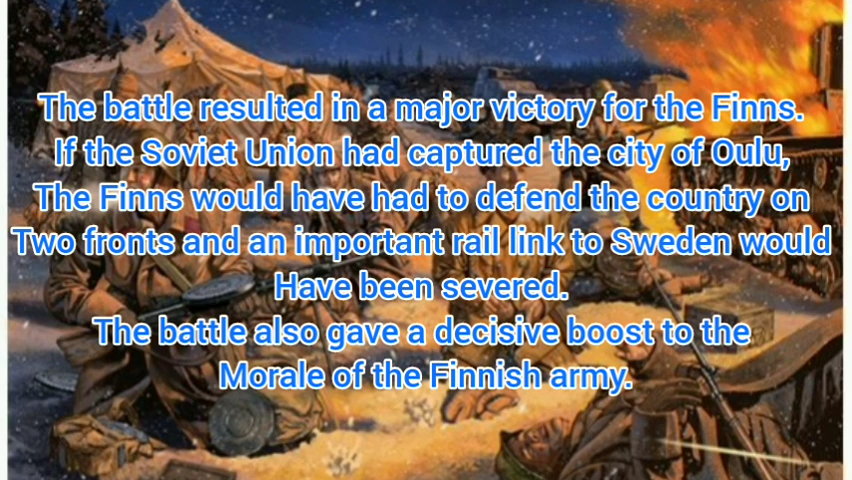 The battle resulted in a major victory for the Finns.
If the Soviet Union had captured the city of Oulu,
The Finns would have had to defend the country on
Two fronts and an important rail link to Sweden would
Have been severed.
The battle also gave a decisive boost to the
Morale of the Finnish army.